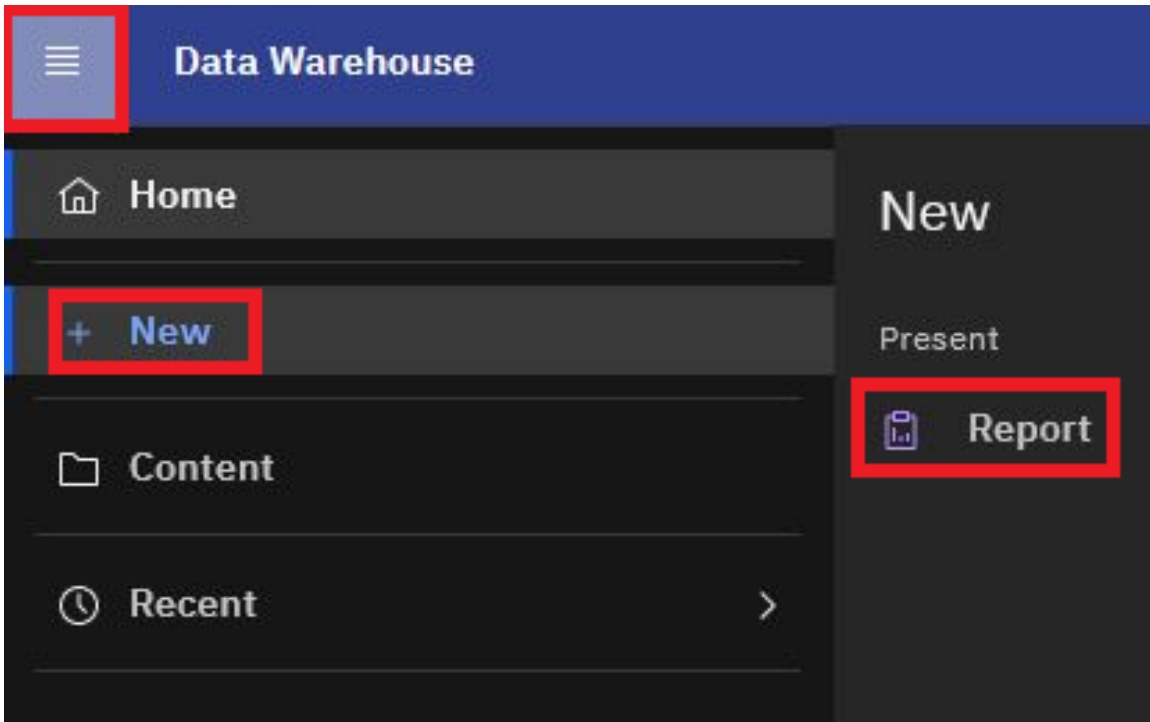 Data Warehouse
Home
New
Content
Recent
New
Present
Report